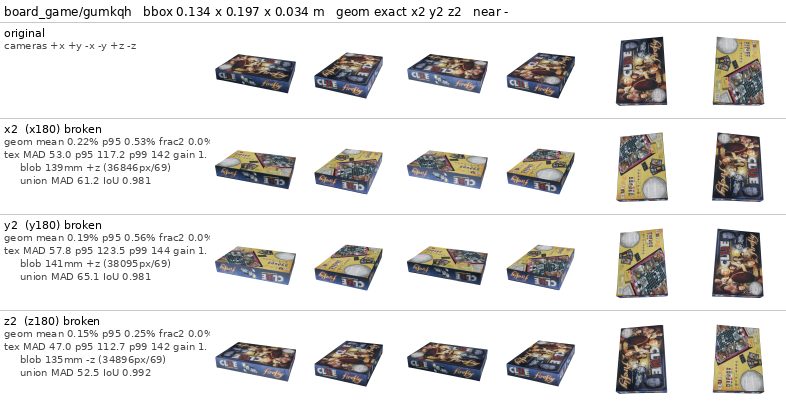 board_game/gumkqh   bbox 0.134 x 0.197 x 0.034 m   geom exact x2 y2 z2   near -
original
cameras +x +y -x -y +z -z
CLUE firefly
x2  (x180) broken
geom mean 0.22% p95 0.53% frac2 0.0%
tex MAD 53.0 p95 117.2 p99 142 gain 1.
blob 139mm +z (36846px/69)
union MAD 61.2 IoU 0.981
y2  (y180) broken
geom mean 0.19% p95 0.56% frac2 0.0%
tex MAD 57.8 p95 123.5 p99 144 gain 1.
blob 141mm +z (38095px/69)
union MAD 65.1 IoU 0.981
z2  (z180) broken
geom mean 0.15% p95 0.25% frac2 0.0%
tex MAD 47.0 p95 112.7 p99 142 gain 1.
blob 135mm -z (34896px/69)
union MAD 52.5 IoU 0.992